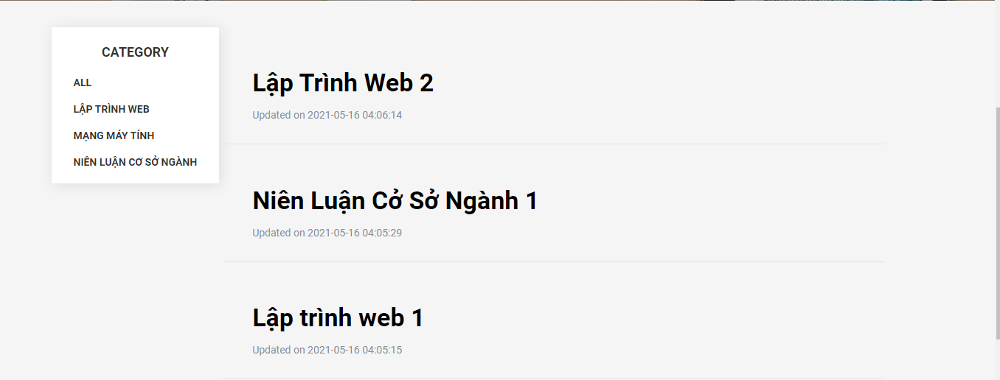 CATEGORY
ALL
LẬP TRÌNH WEB
MẠNG MÁY TÍNH
NIÊN LUẬN CƠ SỞ NGÀNH
Lập Trình Web 2
Updated on 2021-05-16 04:06:14
Niên Luận Cở Sở Ngành 1
Updated on 2021-05-16 04:05:29
Lập trình web 1
Updated on 2021-05-16 04:05:15